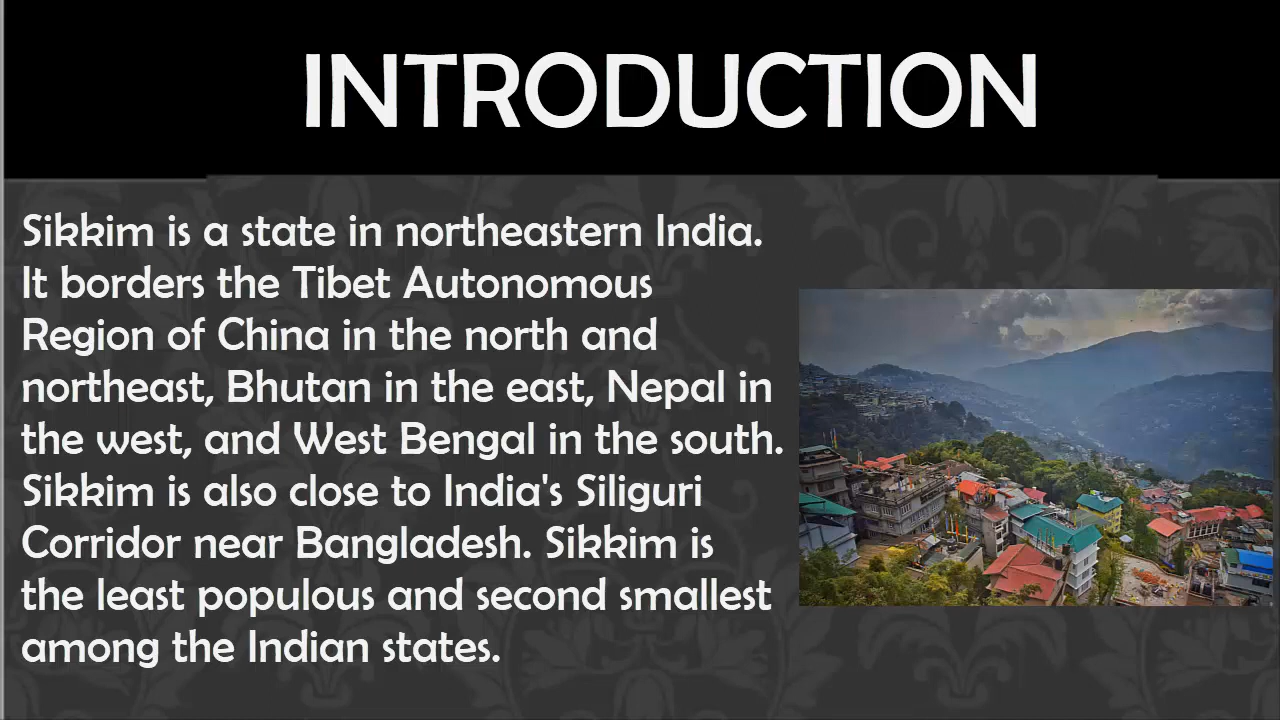 INTRODUCTION
Sikkim is a state in northeastern India.
It borders the Tibet Autonomous
Region of China in the north and
northeast, Bhutan in the east, Nepal in
the west, and West Bengal in the south.
Sikkim is also close to India's Siliguri
Corridor near Bangladesh. Sikkim is
the least populous and second smallest
among the Indian states.